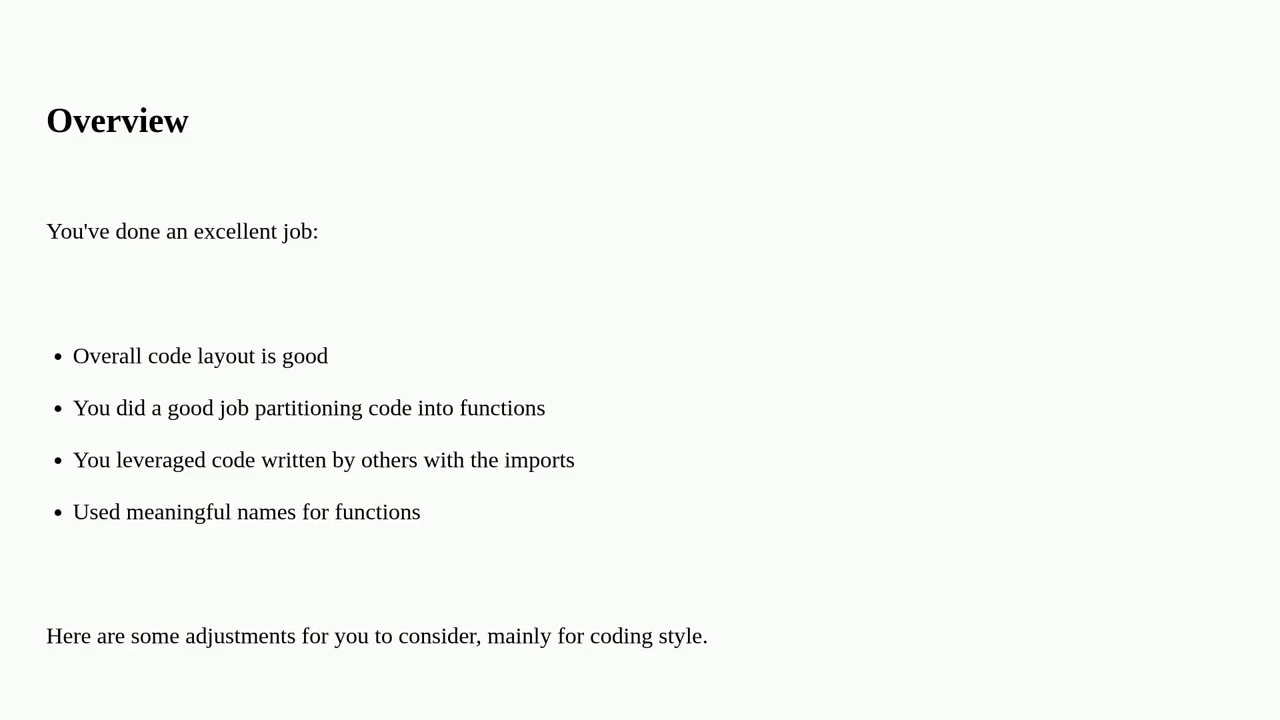 Overview
You've done an excellent job:
• Overall code layout is good
• You did a good job partitioning code into functions
• You leveraged code written by others with the imports
• Used meaningful names for functions
Here are some adjustments for you to consider, mainly for coding style.